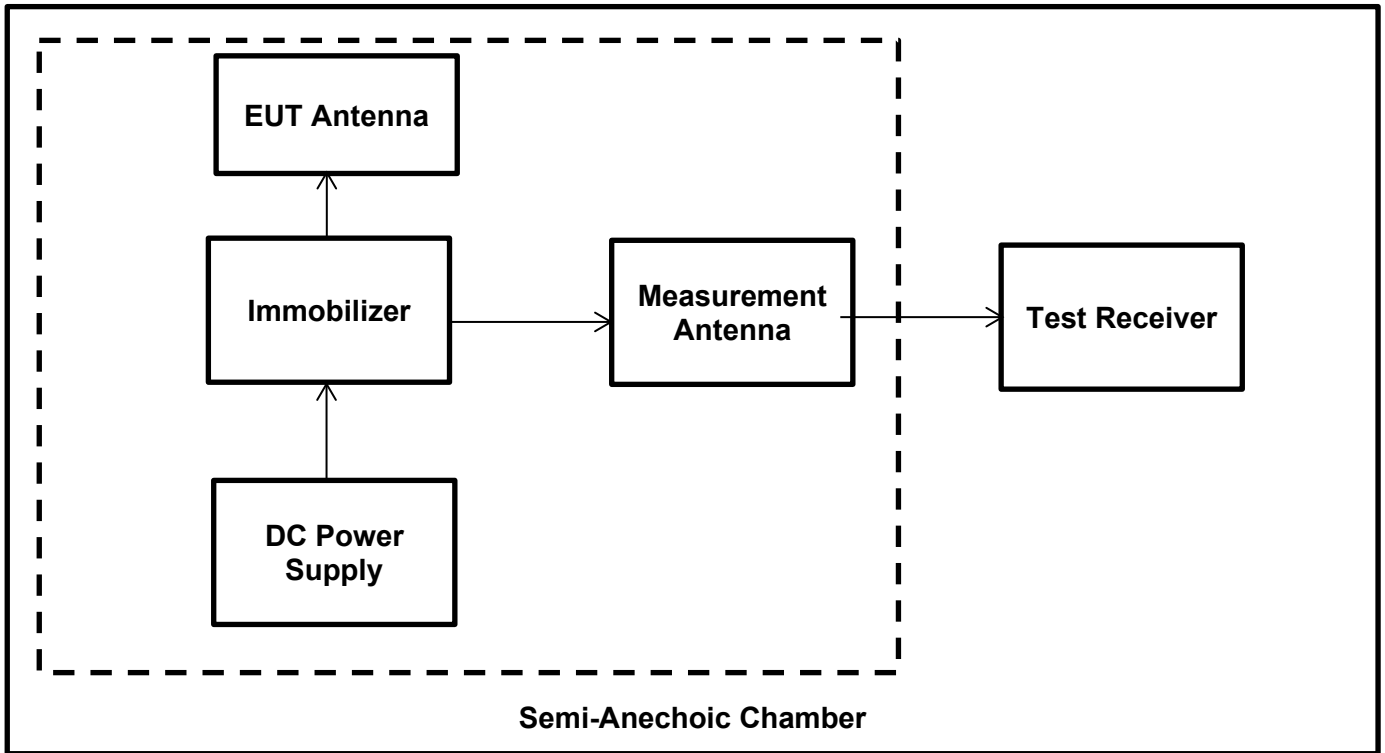 EUT Antenna
Immobilizer
Measurement
Antenna
Test Receiver
DC Power
Supply
Semi-Anechoic Chamber